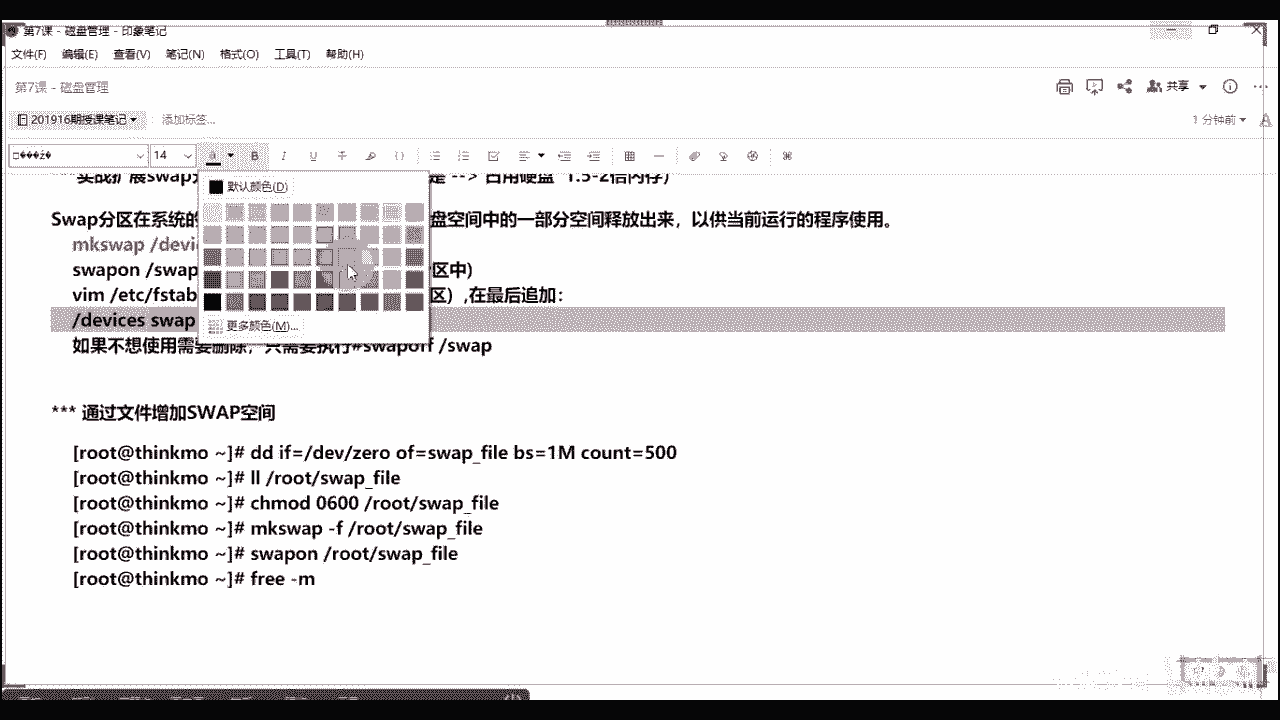 第7课 - 磁盘管理 - 印象笔记
文件(F) 编辑(E) 查看(V) 笔记(N) 格式(O) 工具(T) 帮助(H)
第7课 - 磁盘管理
共享
201916期授课笔记
添加标签...
1 分钟前
14
默认颜色(D)
更多颜色(M)...
实战扩展swap
是 --> 占用硬盘 1.5-2倍内存）
Swap分区在系统的
盘空间中的一部分空间释放出来，以供当前运行的程序使用。
mkswap /devic
swapon /swap
区中)
vim /etc/fstab
区）,在最后追加：
/devices swap
如果不想使用需要删除，只需要执行#swapoff /swap
*** 通过文件增加SWAP空间
[root@thinkmo ~]# dd if=/dev/zero of=swap_file bs=1M count=500
[root@thinkmo ~]# ll /root/swap_file
[root@thinkmo ~]# chmod 0600 /root/swap_file
[root@thinkmo ~]# mkswap -f /root/swap_file
[root@thinkmo ~]# swapon /root/swap_file
[root@thinkmo ~]# free -m